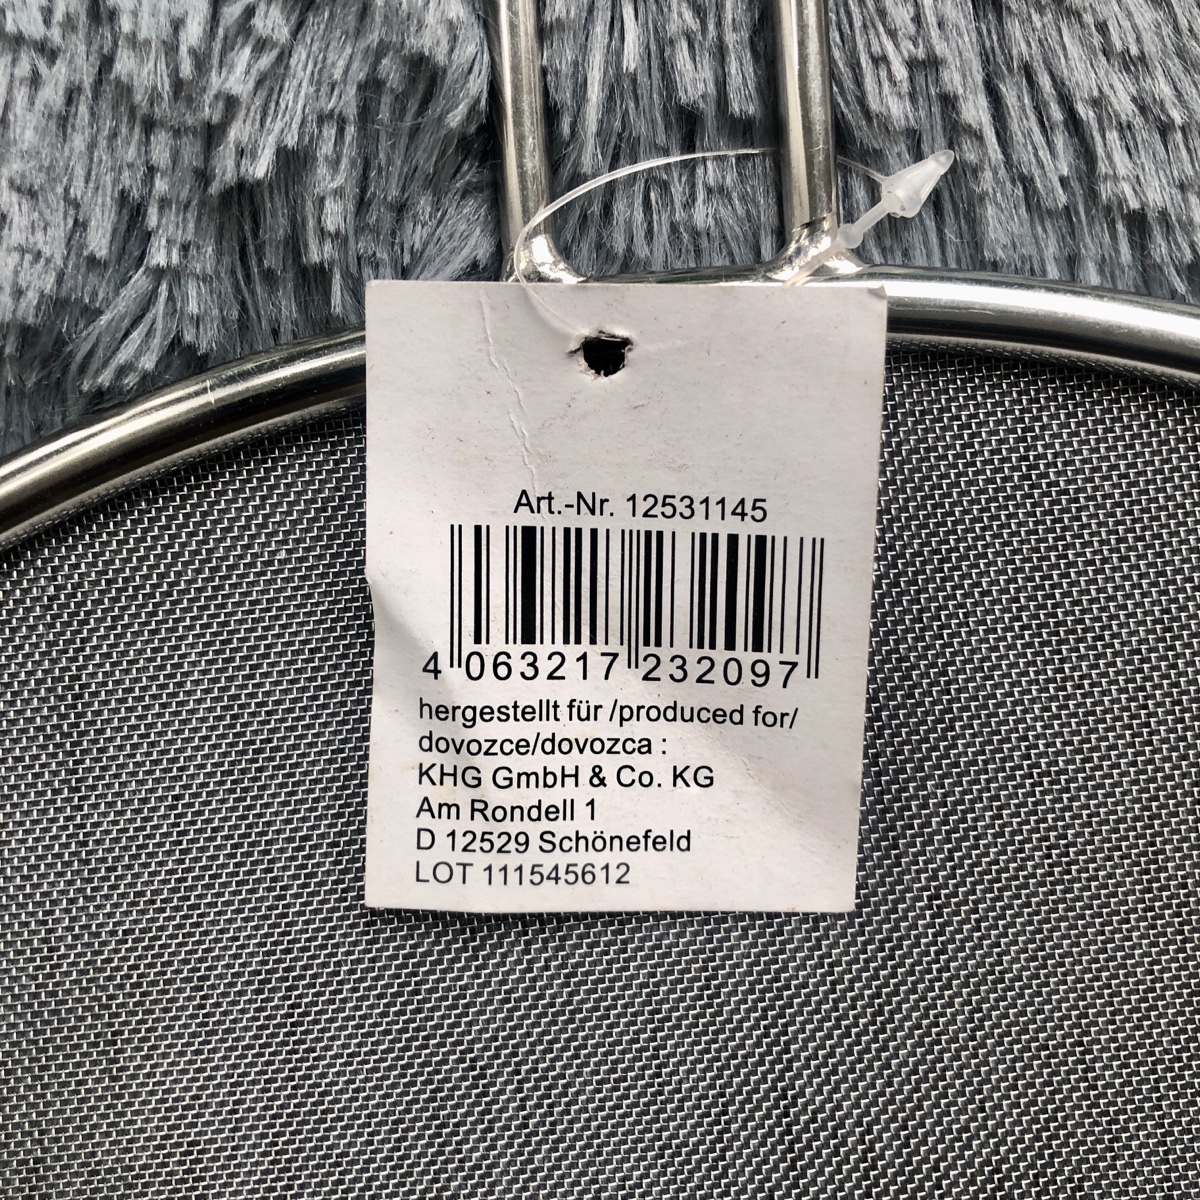 Art.-Nr. 12531145
4 063217 232097
hergestellt für /produced for/
dovozce/dovozca :
KHG GmbH & Co. KG
Am Rondell 1
D 12529 Schönefeld
LOT 111545612